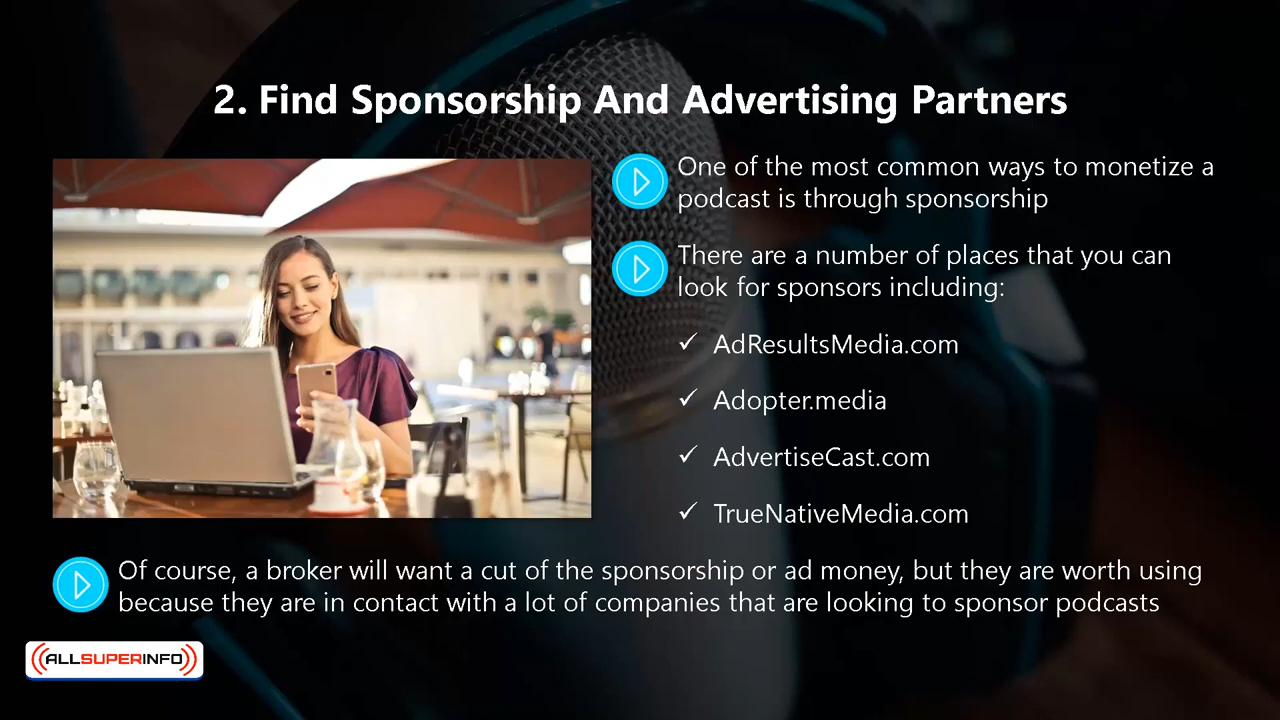 2. Find Sponsorship And Advertising Partners
One of the most common ways to monetize a
podcast is through sponsorship
There are a number of places that you can
look for sponsors including:
✓ AdResultsMedia.com
✓ Adopter.media
✓ AdvertiseCast.com
✓ TrueNativeMedia.com
Of course, a broker will want a cut of the sponsorship or ad money, but they are worth using
because they are in contact with a lot of companies that are looking to sponsor podcasts
ALLSUPERINFO